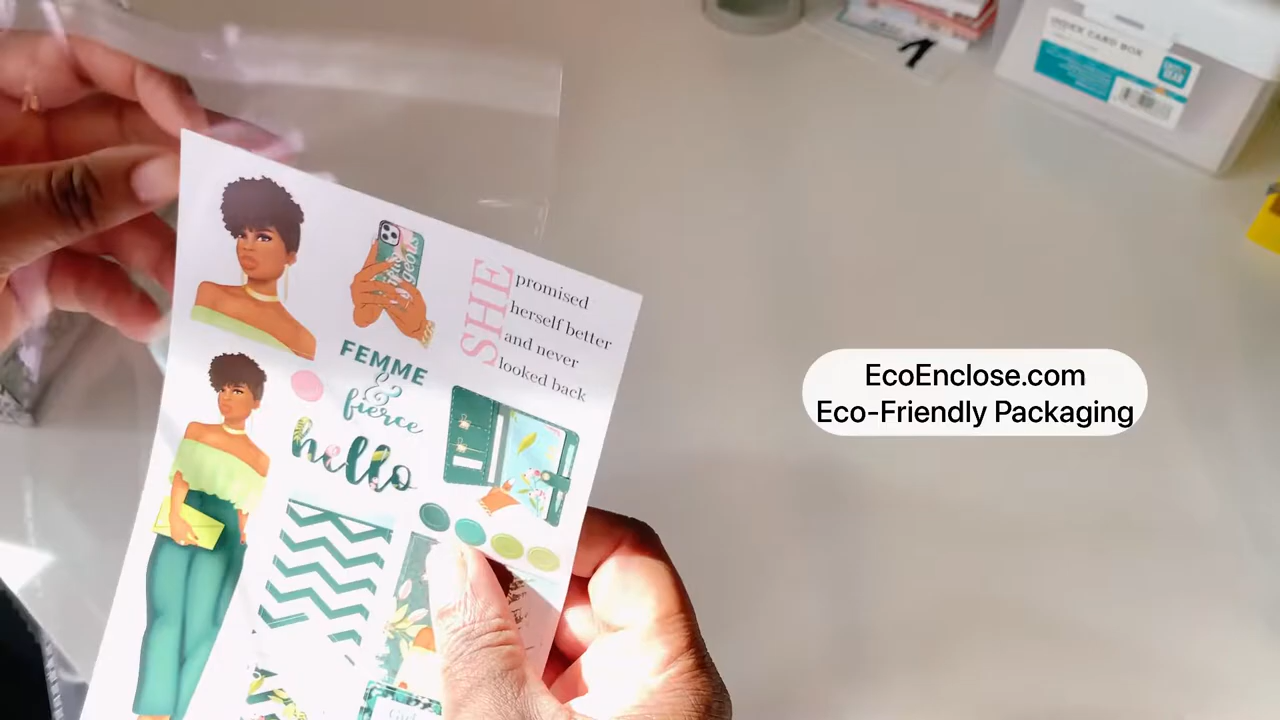 INDEX CARD BOX
SHE
promised
herself better
and never
looked back
FEMME
&
fierce
hello
EcoEnclose.com
Eco-Friendly Packaging